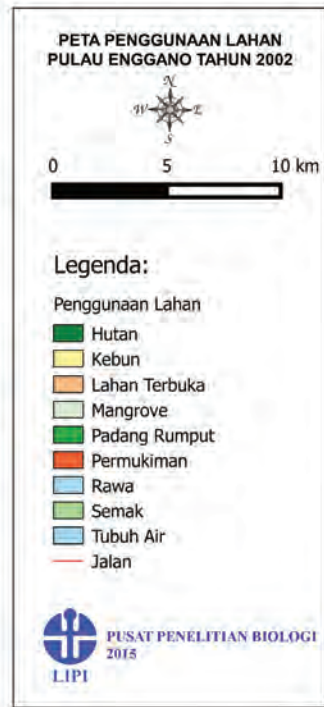 PETA PENGGUNAAN LAHAN
PULAU ENGGANO TAHUN 2002
N
W E
S
0 5 10 km
Legenda:
Penggunaan Lahan
Hutan
Kebun
Lahan Terbuka
Mangrove
Padang Rumput
Permukiman
Rawa
Semak
Tubuh Air
Jalan
PUSAT PENELITIAN BIOLOGI
2015
LIPI